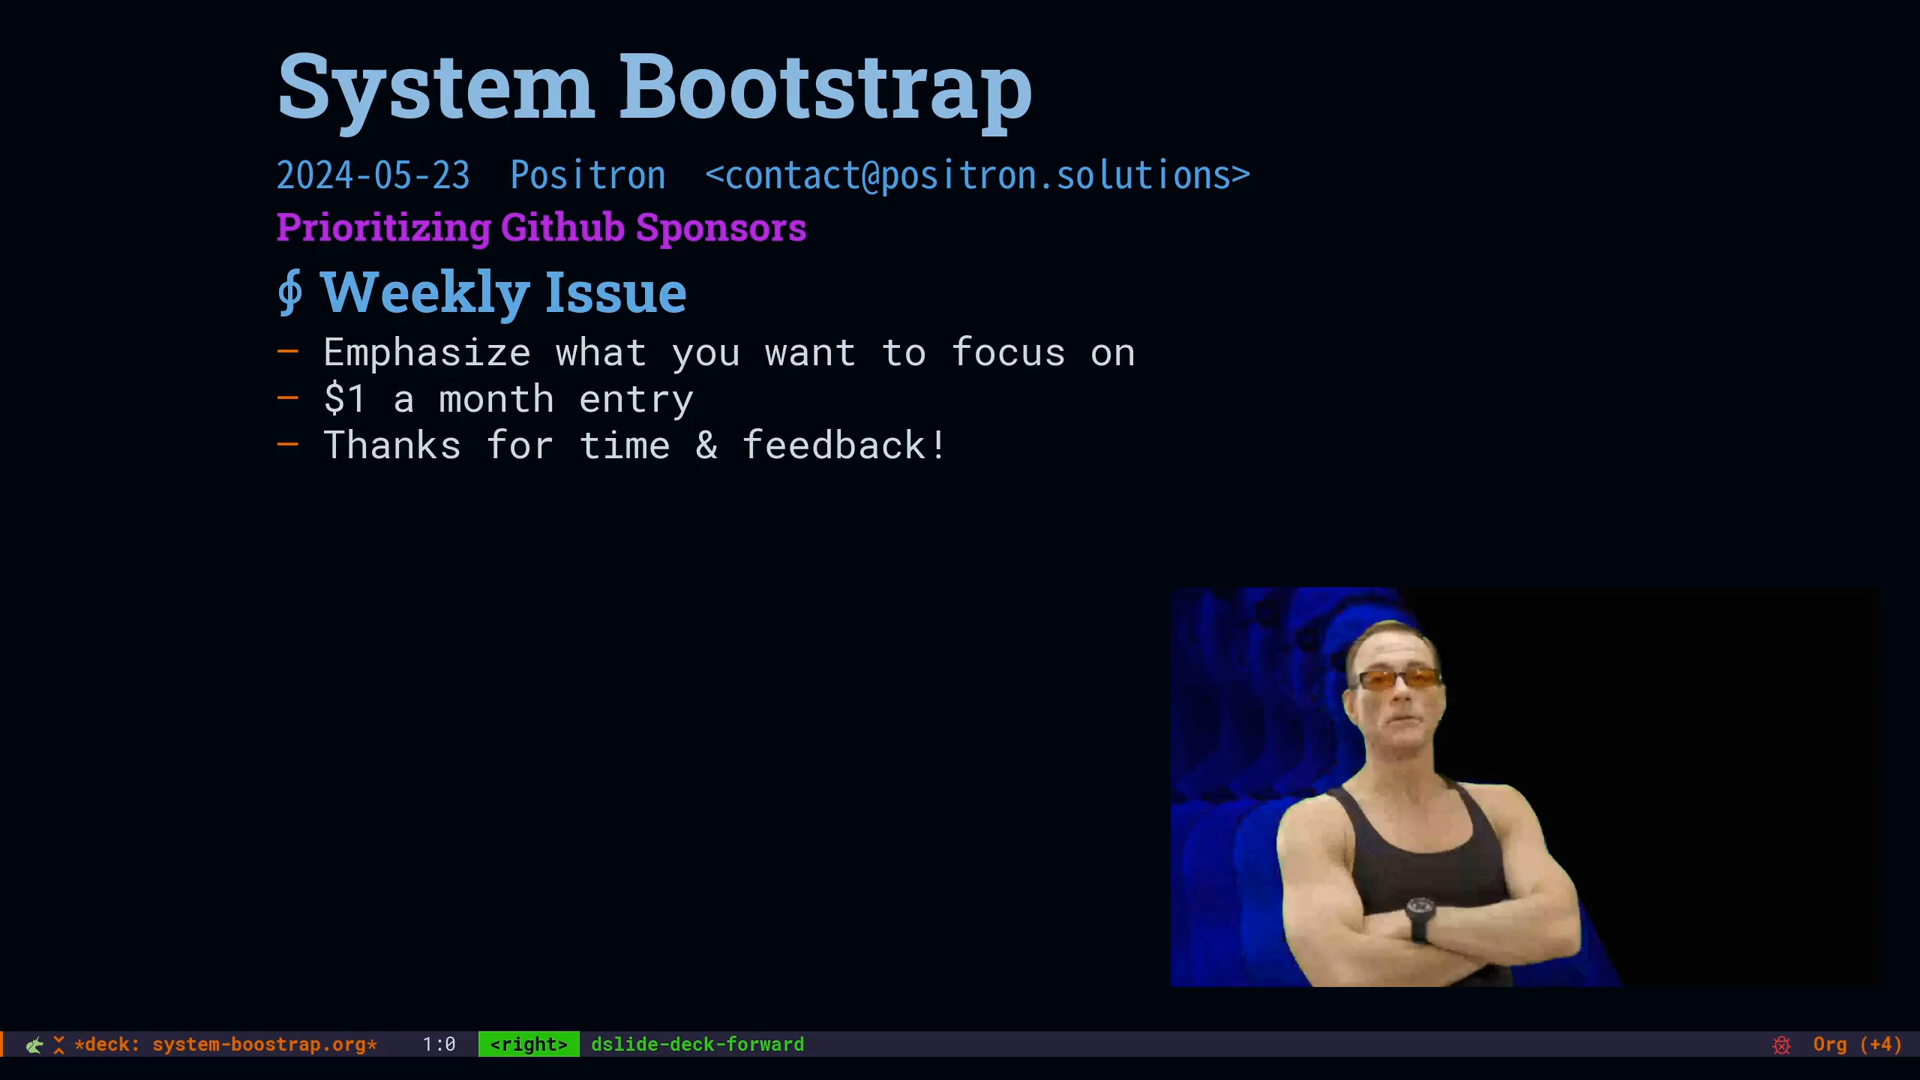 System Bootstrap
2024-05-23 Positron <contact@positron.solutions>
Prioritizing Github Sponsors
∮ Weekly Issue
— Emphasize what you want to focus on
— $1 a month entry
— Thanks for time & feedback!
*deck: system-boostrap.org* 1:0 <right> dslide-deck-forward Org (+4)